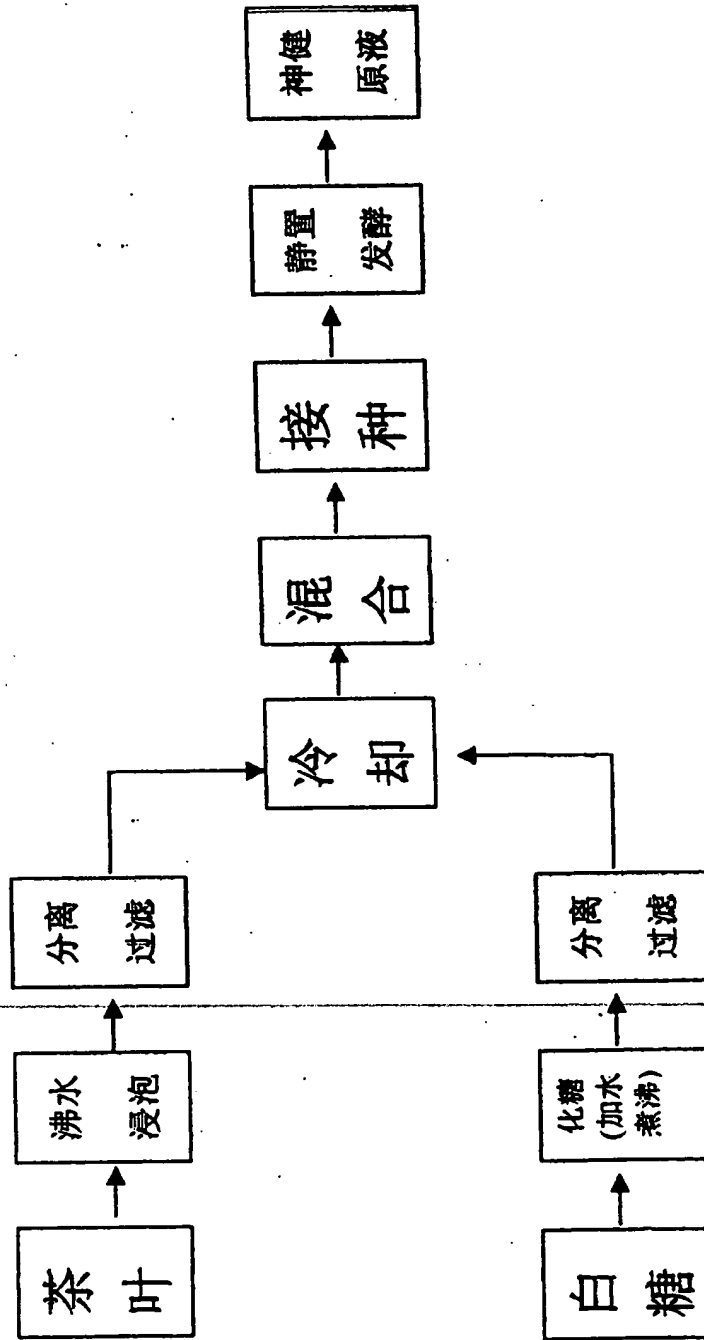 茶
叶
沸水
浸泡
分离
过滤
白
糖
化糖
(加水
煮沸)
分离
过滤
冷
却
混
合
接
种
静置
发酵
神健
原液